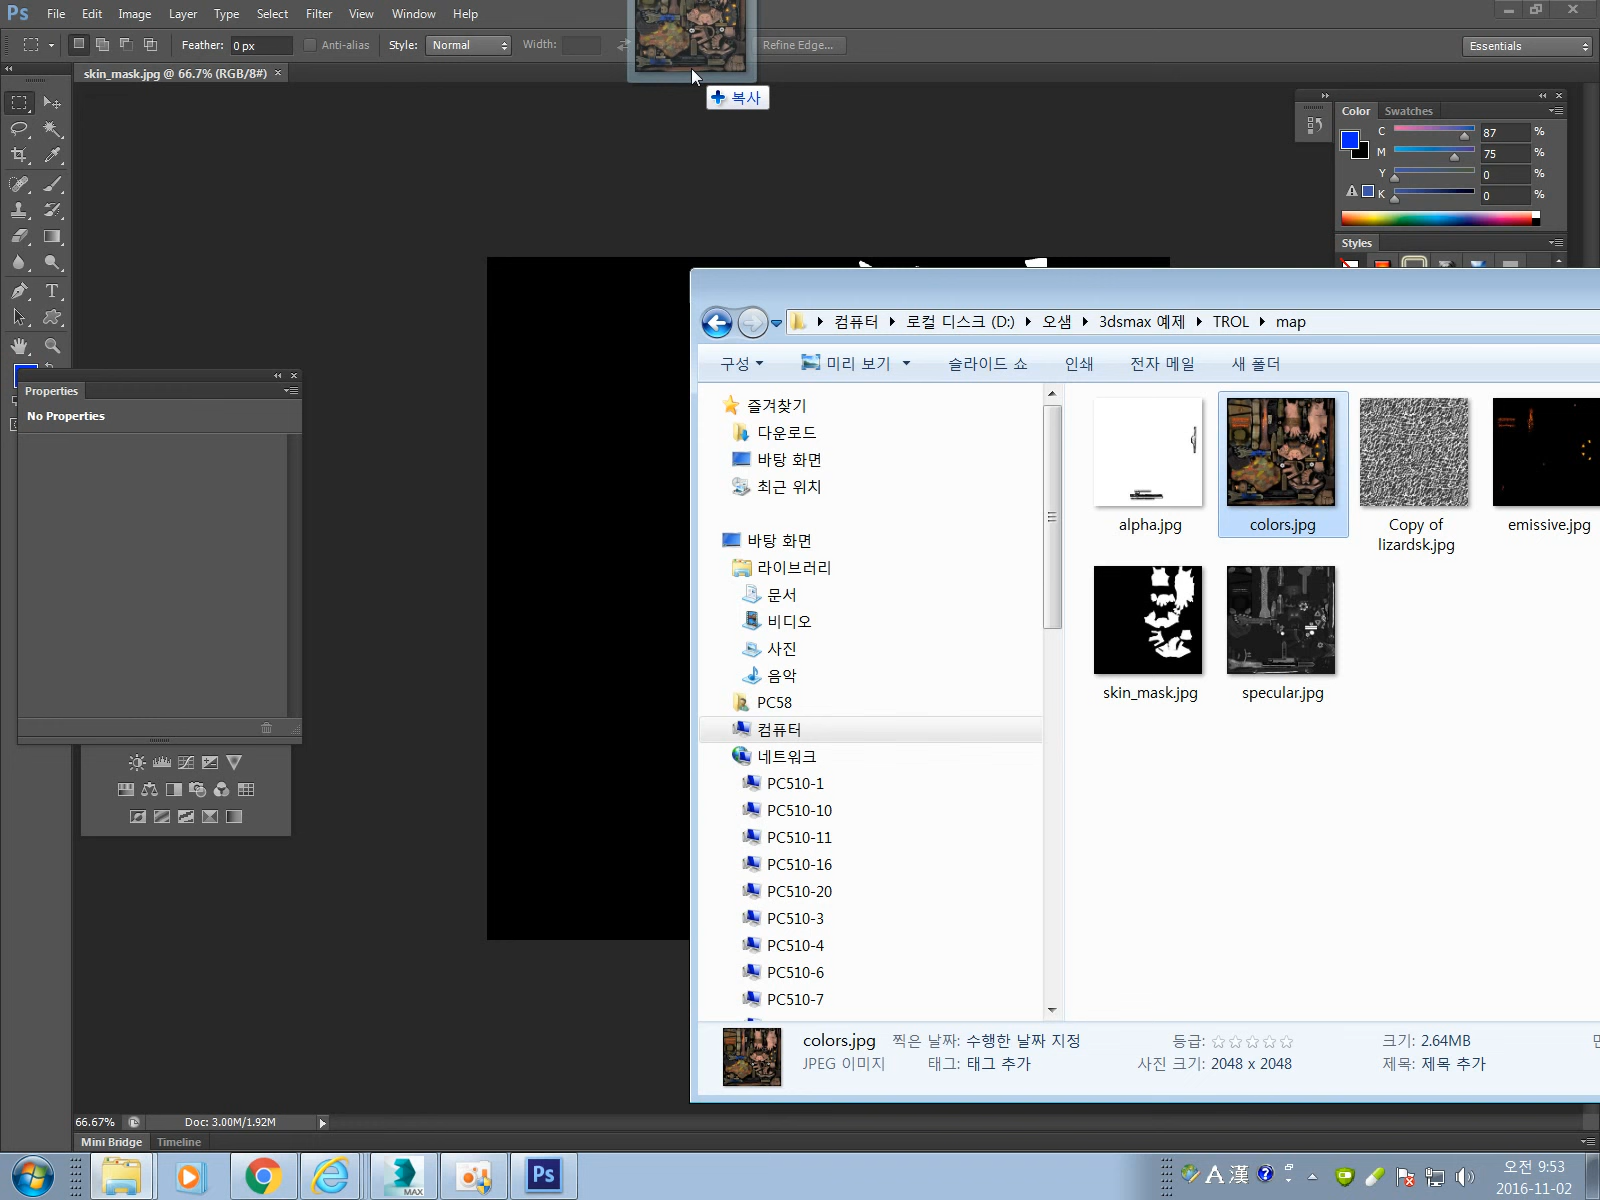 Ps File Edit Image Layer Type Select Filter View Window Help
Feather: 0 px Anti-alias Style: Normal Width: Refine Edge... Essentials
skin_mask.jpg @ 66.7% (RGB/8#) ×
복사
Color Swatches
C 87 %
M 75 %
Y 0 %
K 0 %
Styles
Properties
No Properties
컴퓨터 로컬 디스크 (D:) 오샘 3dsmax 예제 TROL map
구성 미리 보기 슬라이드 쇼 인쇄 전자 메일 새 폴더
즐겨찾기
다운로드
바탕 화면
최근 위치
바탕 화면
라이브러리
문서
비디오
사진
음악
PC58
컴퓨터
네트워크
PC510-1
PC510-10
PC510-11
PC510-16
PC510-20
PC510-3
PC510-4
PC510-6
PC510-7
alpha.jpg
colors.jpg
Copy of
lizardsk.jpg
emissive.jpg
skin_mask.jpg
specular.jpg
colors.jpg 찍은 날짜: 수행한 날짜 지정 등급: 크기: 2.64MB
JPEG 이미지 태그: 태그 추가 사진 크기: 2048 x 2048 제목: 제목 추가
66.67% Doc: 3.00M/1.92M
Mini Bridge Timeline
MAX
Ps
A 漢
오전 9:53
2016-11-02